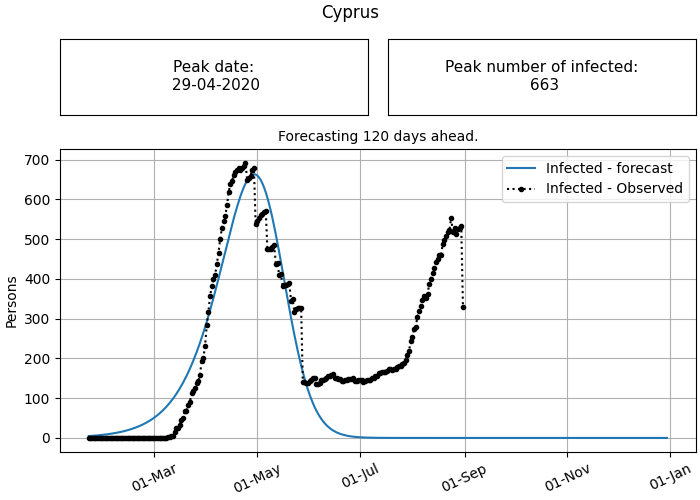 Cyprus
Peak date:
29-04-2020
Peak number of infected:
663
Forecasting 120 days ahead.
Infected - forecast
Infected - Observed
Persons
700
600
500
400
300
200
100
0
01-Mar
01-May
01-Jul
01-Sep
01-Nov
01-Jan